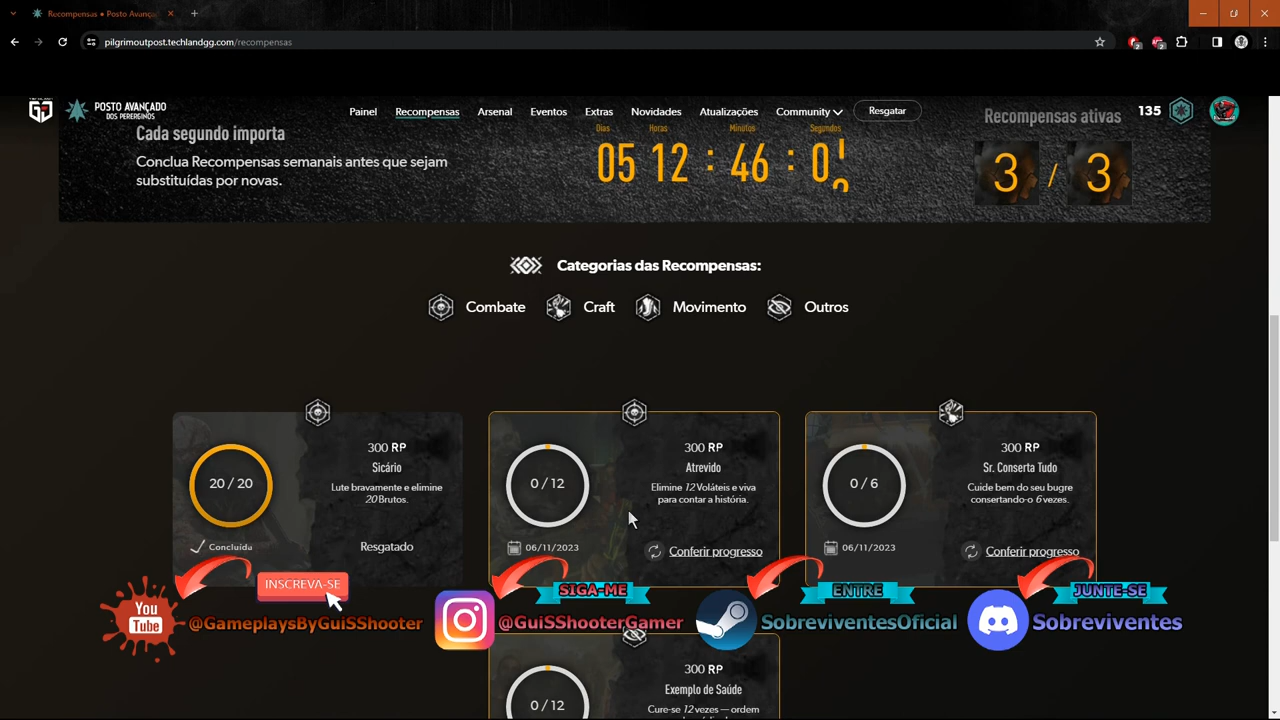 Recompensas • Posto Avanç
pilgrimoutpost.techlandgg.com/recompensas
GG
POSTO AVANÇADO
DOS PEREGRINOS
Painel Recompensas Arsenal Eventos Extras Novidades Atualizações Community Resgatar
135
Cada segundo importa
Conclua Recompensas semanais antes que sejam
substituídas por novas.
Dias Horas Minutos Segundos
05 12 : 46 :
Recompensas ativas
3 / 3
Categorias das Recompensas:
Combate Craft Movimento Outros
20 / 20
300 RP
Sicário
Lute bravamente e elimine
20 Brutos.
Concluída
Resgatado
0 / 12
300 RP
Atrevido
Elimine 12 Voláteis e viva
para contar a história.
06/11/2023
Conferir progresso
0 / 6
300 RP
Sr. Conserta Tudo
Cuide bem do seu bugre
consertando-o 6 vezes.
06/11/2023
Conferir progresso
You
Tube
INSCREVA-SE
@GameplaysByGuiSShooter
SIGA-ME
@GuiSShooterGamer
ENTRE
SobreviventesOficial
JUNTE-SE
Sobreviventes
0 / 12
300 RP
Exemplo de Saúde
Cure-se 12 vezes — ordem